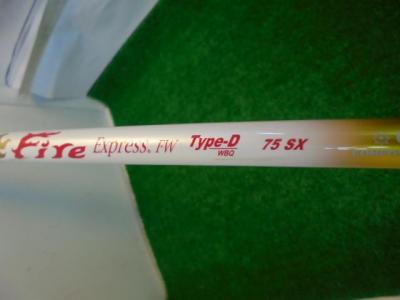 Fire Express. FW Type-D 75 SX
WBQ